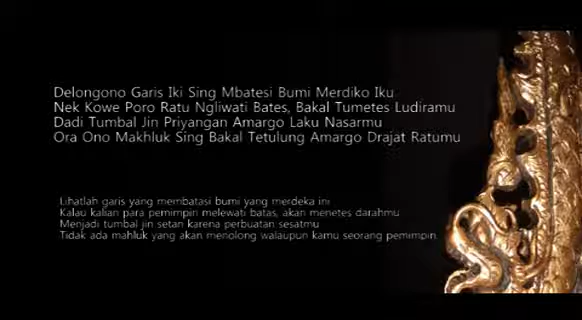 Delongono Garis Iki Sing Mbatesi Bumi Merdiko Iku
Nek Kowe Poro Ratu Ngliwati Bates, Bakal Tumetes Ludiramu
Dadi Tumbal Jin Priyangan Amargo Laku Nasarmu
Ora Ono Makhluk Sing Bakal Tetulung Amargo Drajat Ratumu
Lihatlah garis yang membatasi bumi yang merdeka ini
Kalau kalian para pemimpin melewati batas, akan menetes darahmu
Menjadi tumbal jin setan karena perbuatan sesatmu
Tidak ada mahluk yang akan menolong walaupun kamu seorang pemimpin.